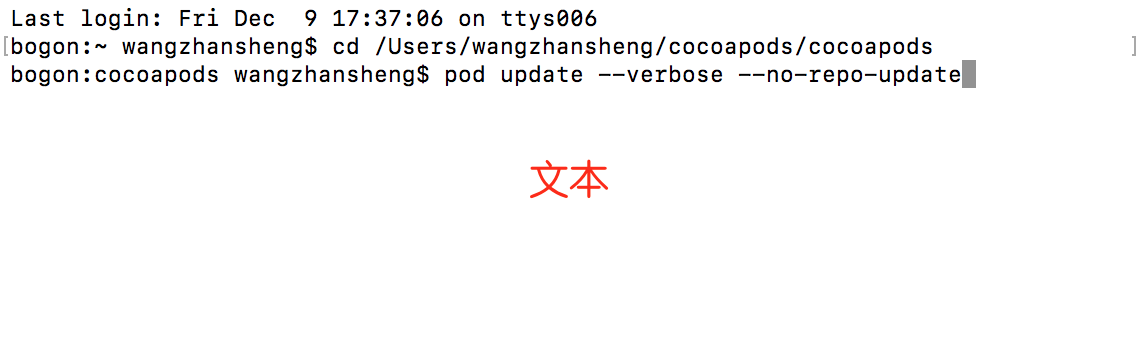 Last login: Fri Dec  9 17:37:06 on ttys006
[bogon:~ wangzhansheng$ cd /Users/wangzhansheng/cocoapods/cocoapods ]
bogon:cocoapods wangzhansheng$ pod update --verbose --no-repo-update
文本